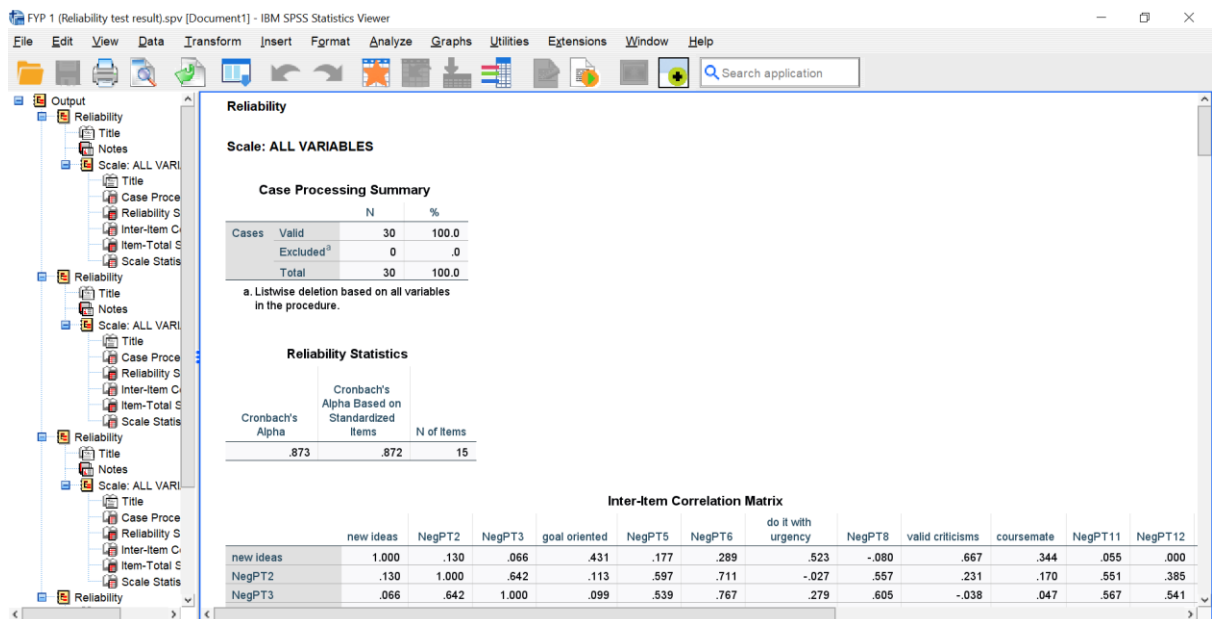 FYP 1 (Reliability test result).spv [Document1] - IBM SPSS Statistics Viewer
File Edit View Data Transform Insert Format Analyze Graphs Utilities Extensions Window Help
Search application
Output
Reliability
Title
Notes
Scale: ALL VARI
Title
Case Proce
Reliability S
Inter-Item C
Item-Total S
Scale Statis
Reliability
Title
Notes
Scale: ALL VARI
Title
Case Proce
Reliability S
Inter-Item C
Item-Total S
Scale Statis
Reliability
Title
Notes
Scale: ALL VARI
Title
Case Proce
Reliability S
Inter-Item C
Item-Total S
Scale Statis
Reliability
Reliability
Scale: ALL VARIABLES
Case Processing Summary
N %
Cases Valid 30 100.0
Excluded a 0 .0
Total 30 100.0
a. Listwise deletion based on all variables
in the procedure.
Reliability Statistics
Cronbach's Alpha Cronbach's Alpha Based on Standardized Items N of Items
.873 .872 15
Inter-Item Correlation Matrix
new ideas NegPT2 NegPT3 goal oriented NegPT5 NegPT6 do it with urgency NegPT8 valid criticisms coursemate NegPT11 NegPT12
new ideas 1.000 .130 .066 .431 .177 .289 .523 -.080 .667 .344 .055 .000
NegPT2 .130 1.000 .642 .113 .597 .711 -.027 .557 .231 .170 .551 .385
NegPT3 .066 .642 1.000 .099 .539 .767 .279 .605 -.038 .047 .567 .541